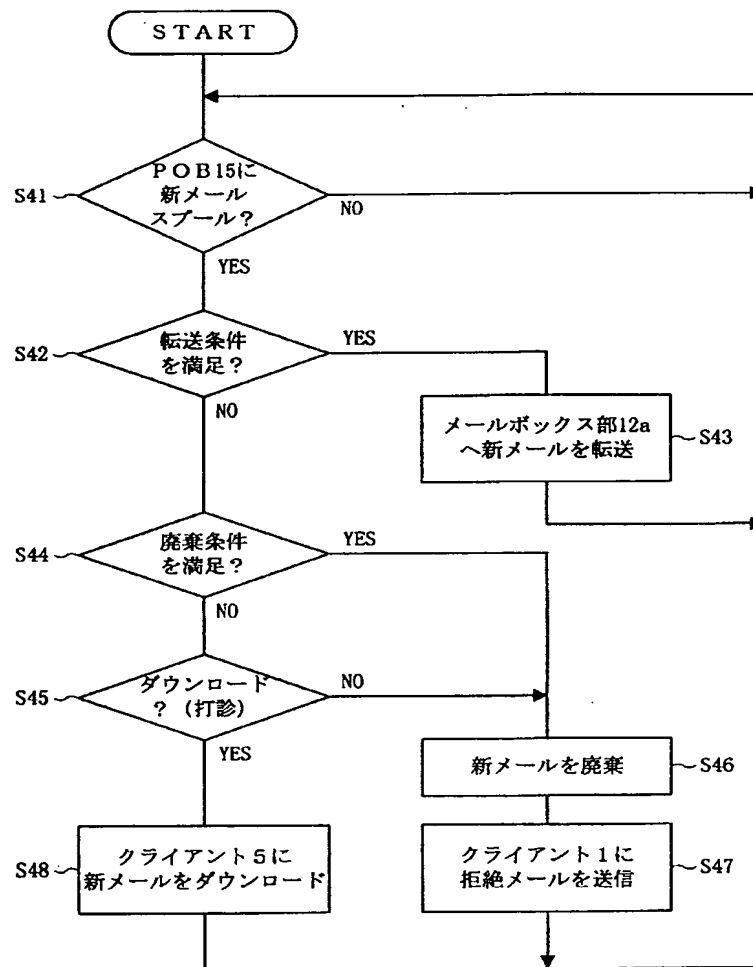 START
POB15に
新メール
スプール?
S41
NO
YES
転送条件
を満足?
S42
YES
NO
メールボックス部12a
へ新メールを転送
S43
廃棄条件
を満足?
S44
YES
NO
ダウンロード
?(打診)
S45
NO
YES
新メールを廃棄
S46
クライアント5に
新メールをダウンロード
S48
クライアント1に
拒絶メールを送信
S47